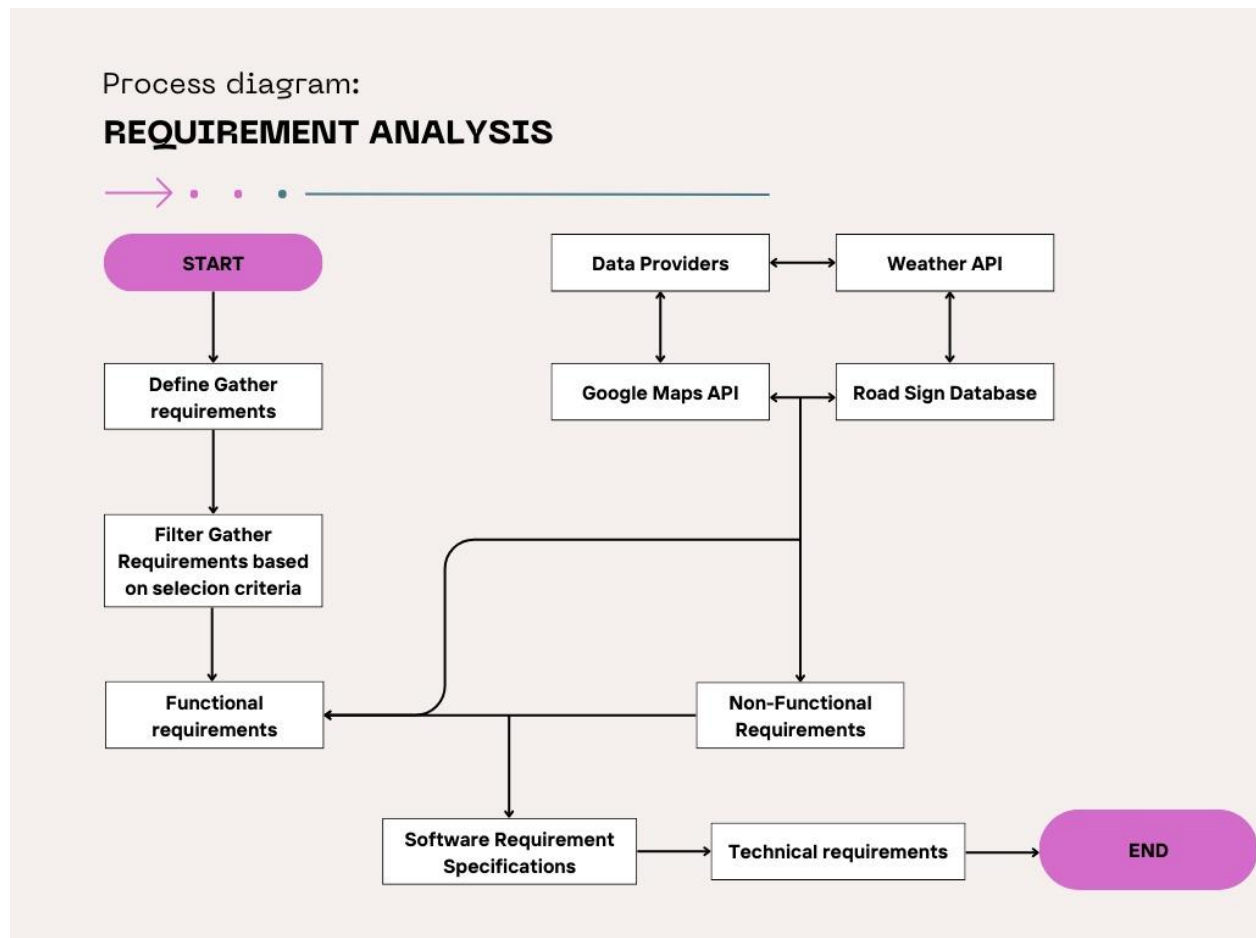 Process diagram:
REQUIREMENT ANALYSIS
START
Data Providers
Weather API
Define Gather
requirements
Google Maps API
Road Sign Database
Filter Gather
Requirements based
on selecion criteria
Functional
requirements
Non-Functional
Requirements
Software Requirement
Specifications
Technical requirements
END